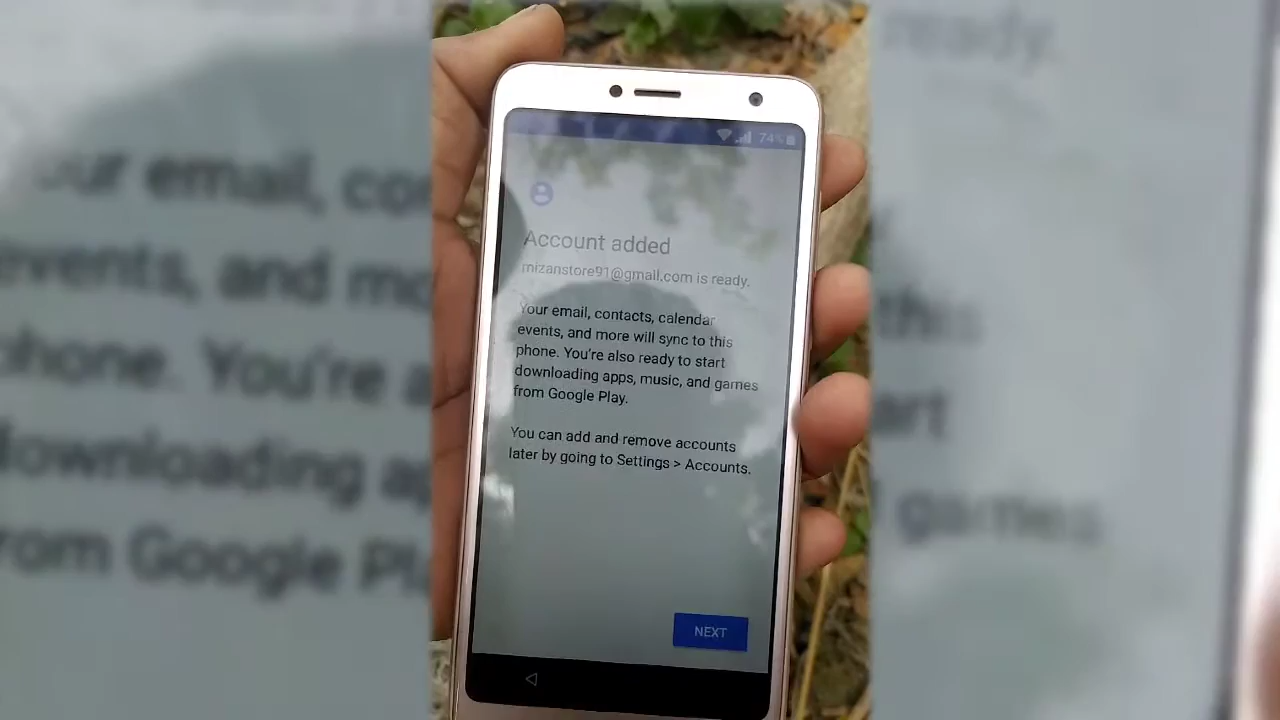 74%
Account added
mizanstore91@gmail.com is ready.
Your email, contacts, calendar
events, and more will sync to this
phone. You're also ready to start
downloading apps, music, and games
from Google Play.
You can add and remove accounts
later by going to Settings > Accounts.
NEXT